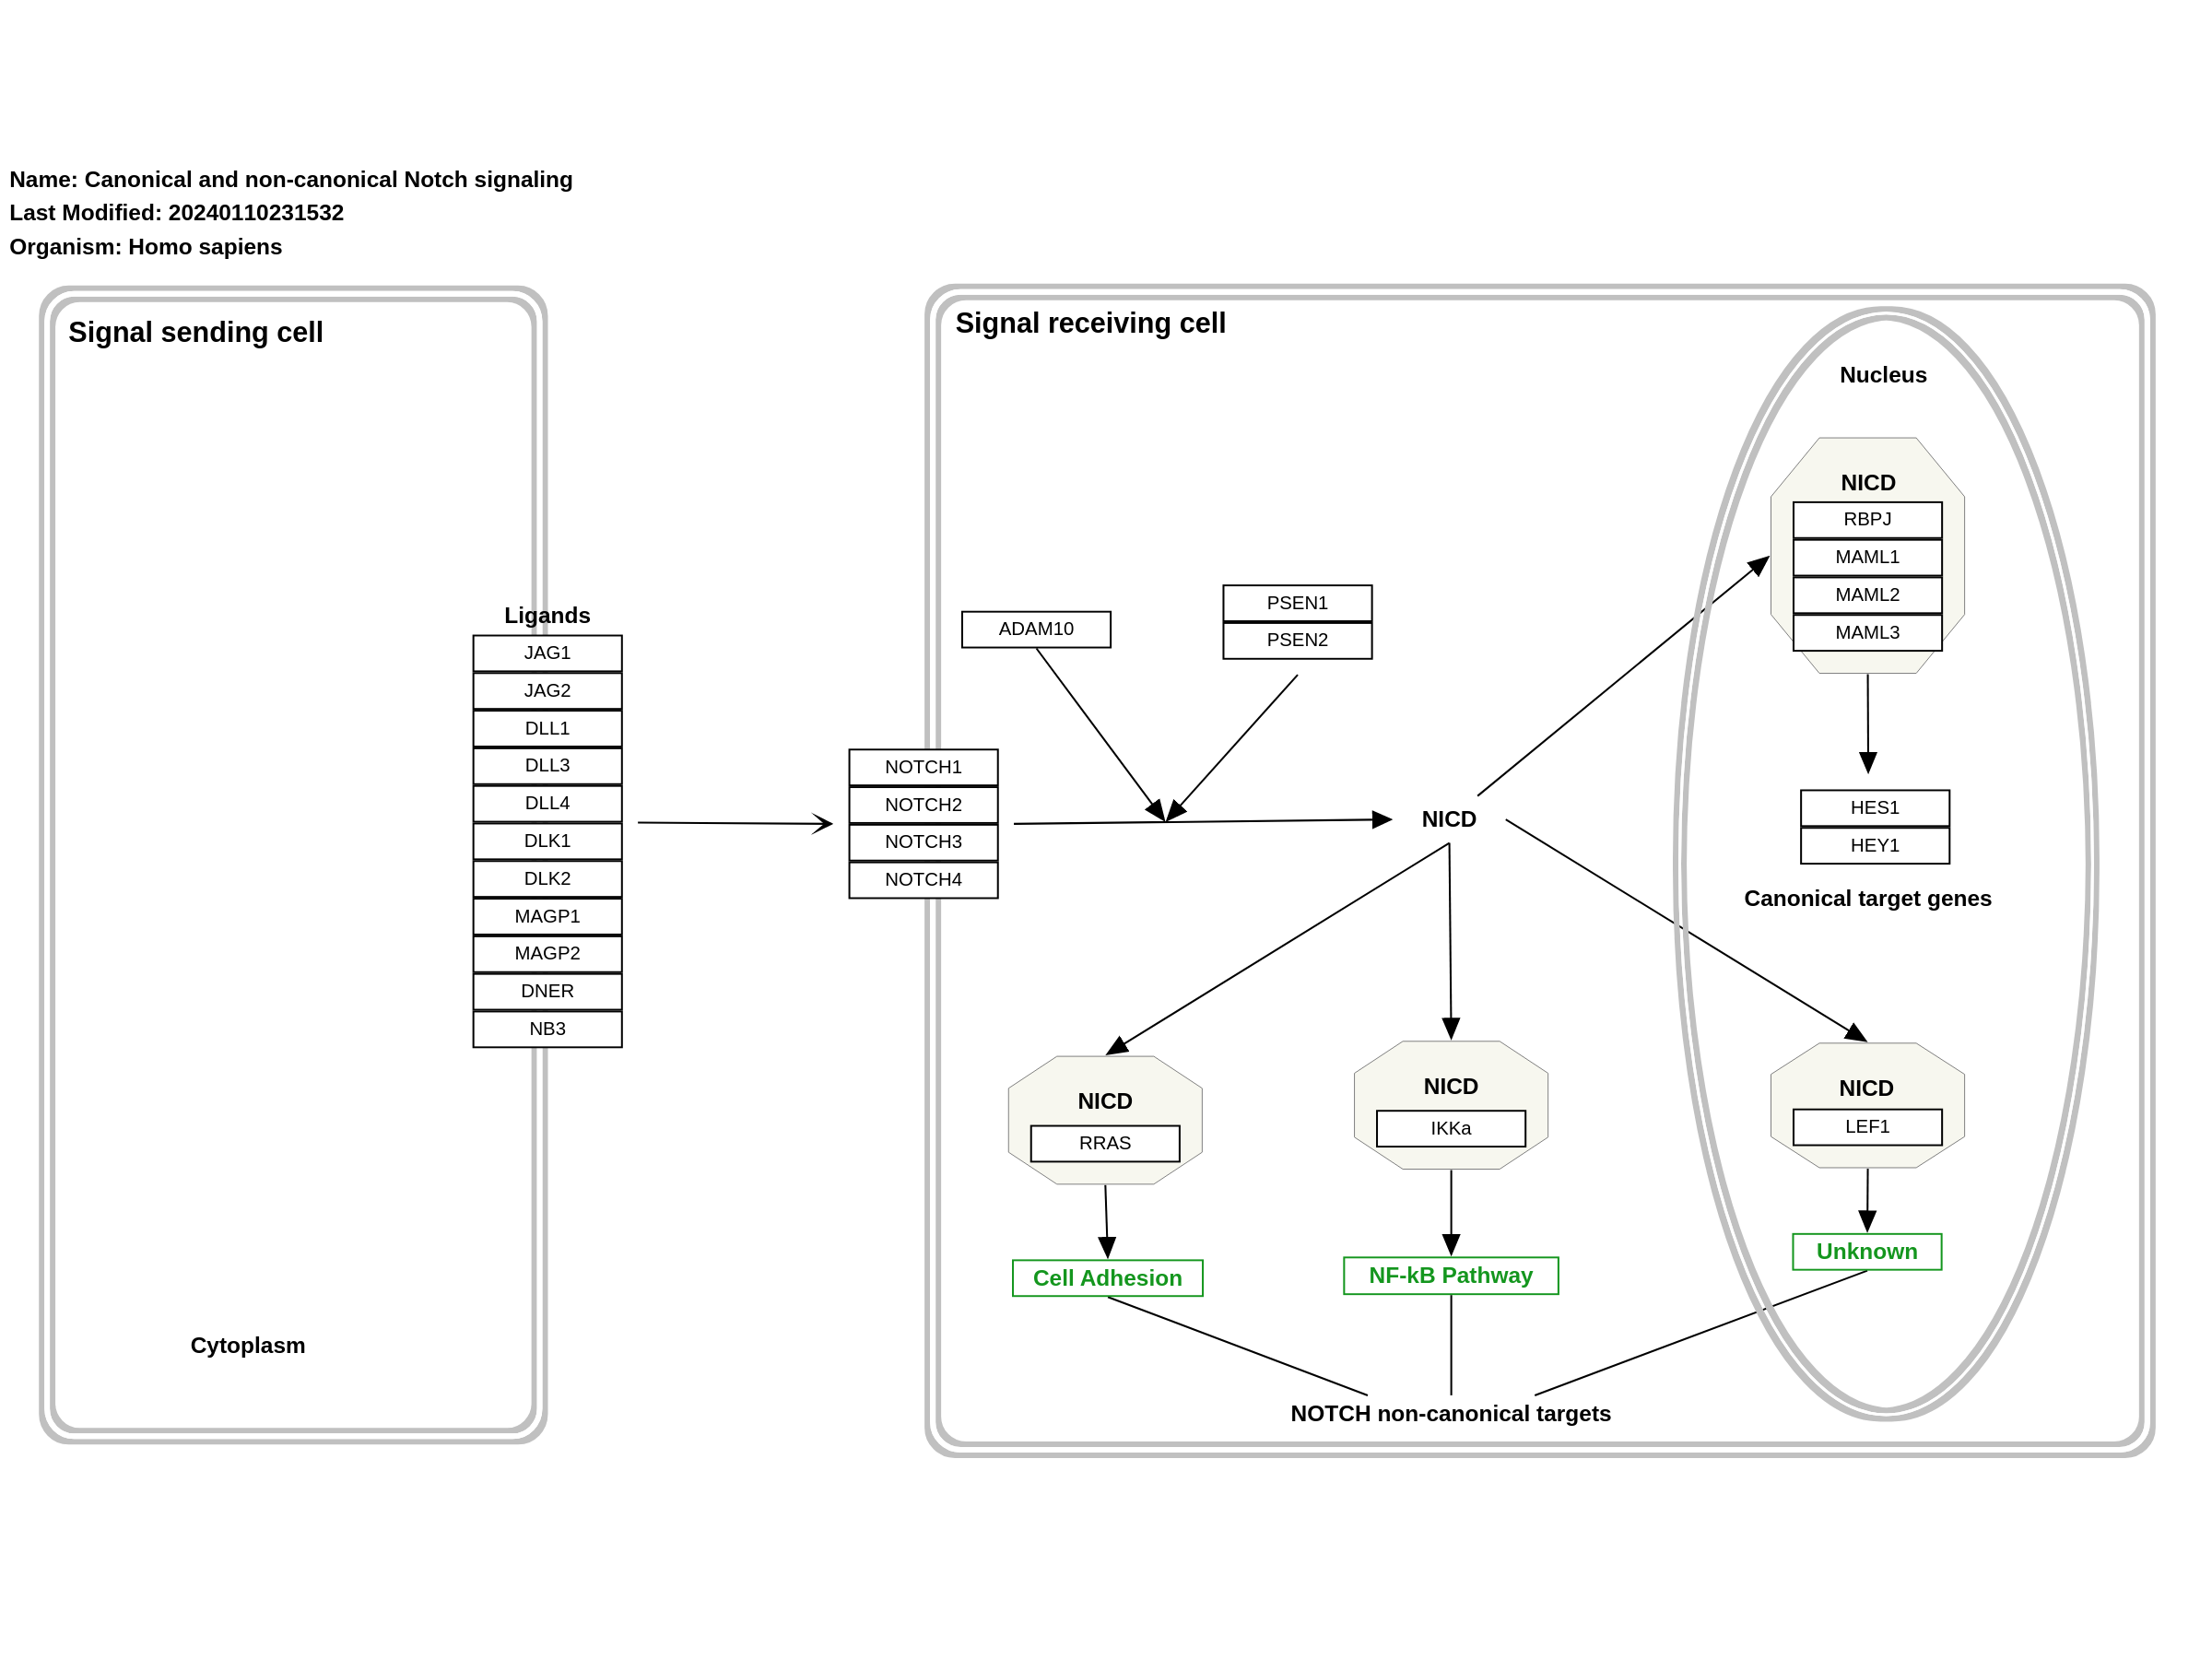 Name: Canonical and non-canonical Notch signaling
Last Modified: 20240110231532
Organism: Homo sapiens
Signal sending cell
Ligands
JAG1
JAG2
DLL1
DLL3
DLL4
DLK1
DLK2
MAGP1
MAGP2
DNER
NB3
Cytoplasm
Signal receiving cell
NOTCH1
NOTCH2
NOTCH3
NOTCH4
ADAM10
PSEN1
PSEN2
NICD
Nucleus
NICD
RBPJ
MAML1
MAML2
MAML3
HES1
HEY1
Canonical target genes
NICD
RRAS
Cell Adhesion
NICD
IKKa
NF-kB Pathway
NICD
LEF1
Unknown
NOTCH non-canonical targets